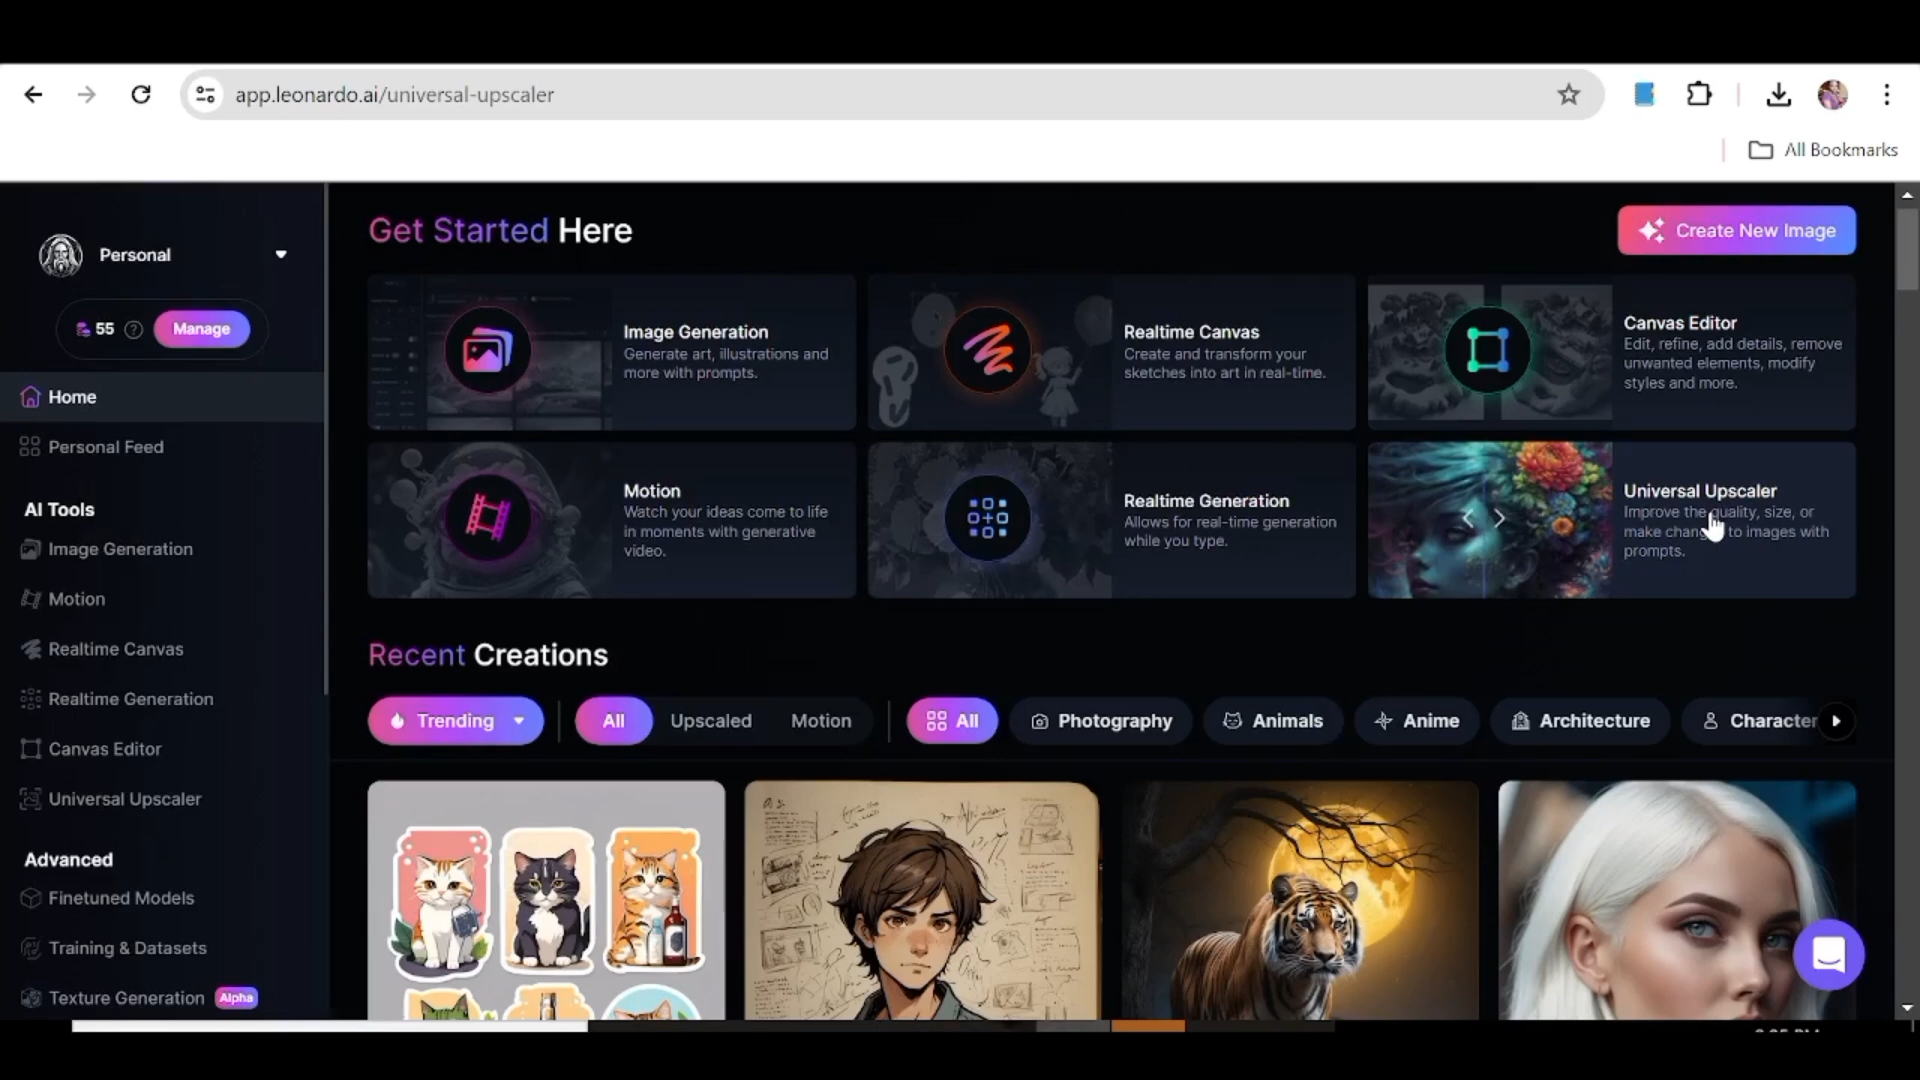 app.leonardo.ai/universal-upscaler
All Bookmarks
Personal
55
Manage
Home
Personal Feed
AI Tools
Image Generation
Motion
Realtime Canvas
Realtime Generation
Canvas Editor
Universal Upscaler
Advanced
Finetuned Models
Training & Datasets
Texture Generation Alpha
Get Started Here
Create New Image
Image Generation
Generate art, illustrations and
more with prompts.
Realtime Canvas
Create and transform your
sketches into art in real-time.
Canvas Editor
Edit, refine, add details, remove
unwanted elements, modify
styles and more.
Motion
Watch your ideas come to life
in moments with generative
video.
Realtime Generation
Allows for real-time generation
while you type.
Universal Upscaler
Improve the quality, size, or
make changes to images with
prompts.
Recent Creations
Trending
All
Upscaled
Motion
All
Photography
Animals
Anime
Architecture
Character